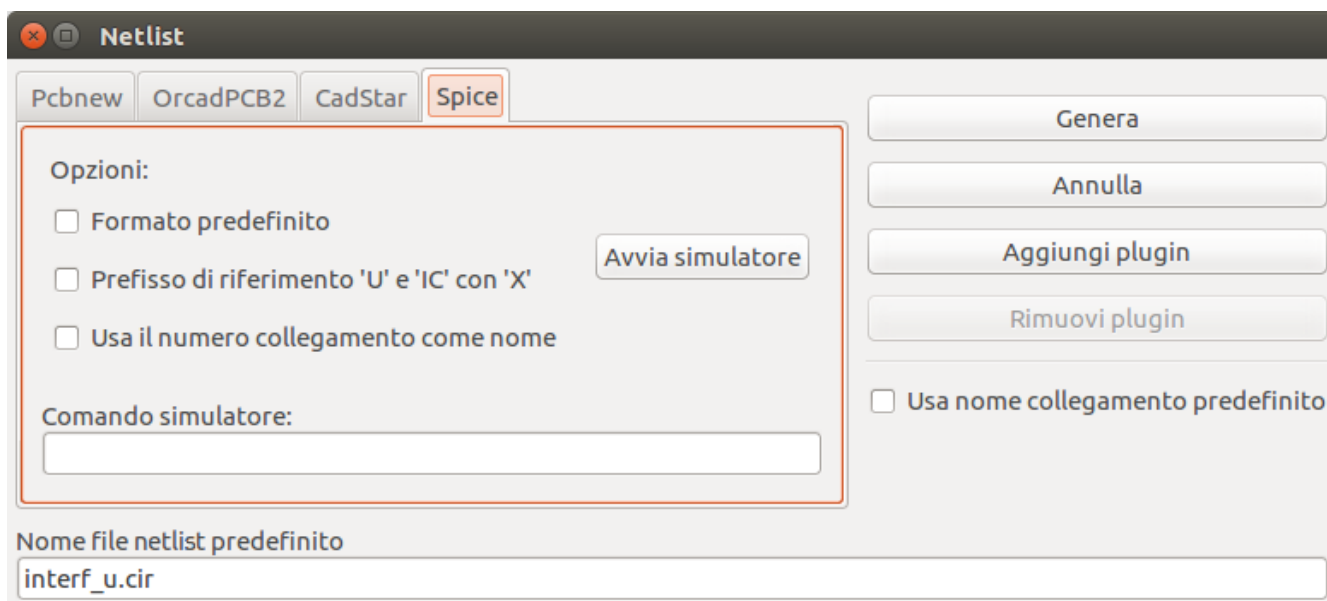 Netlist
Pcbnew OrcadPCB2 CadStar Spice
Opzioni:
Formato predefinito
Prefisso di riferimento 'U' e 'IC' con 'X'
Usa il numero collegamento come nome
Avvia simulatore
Comando simulatore:
Genera
Annulla
Aggiungi plugin
Rimuovi plugin
Usa nome collegamento predefinito
Nome file netlist predefinito
interf_u.cir